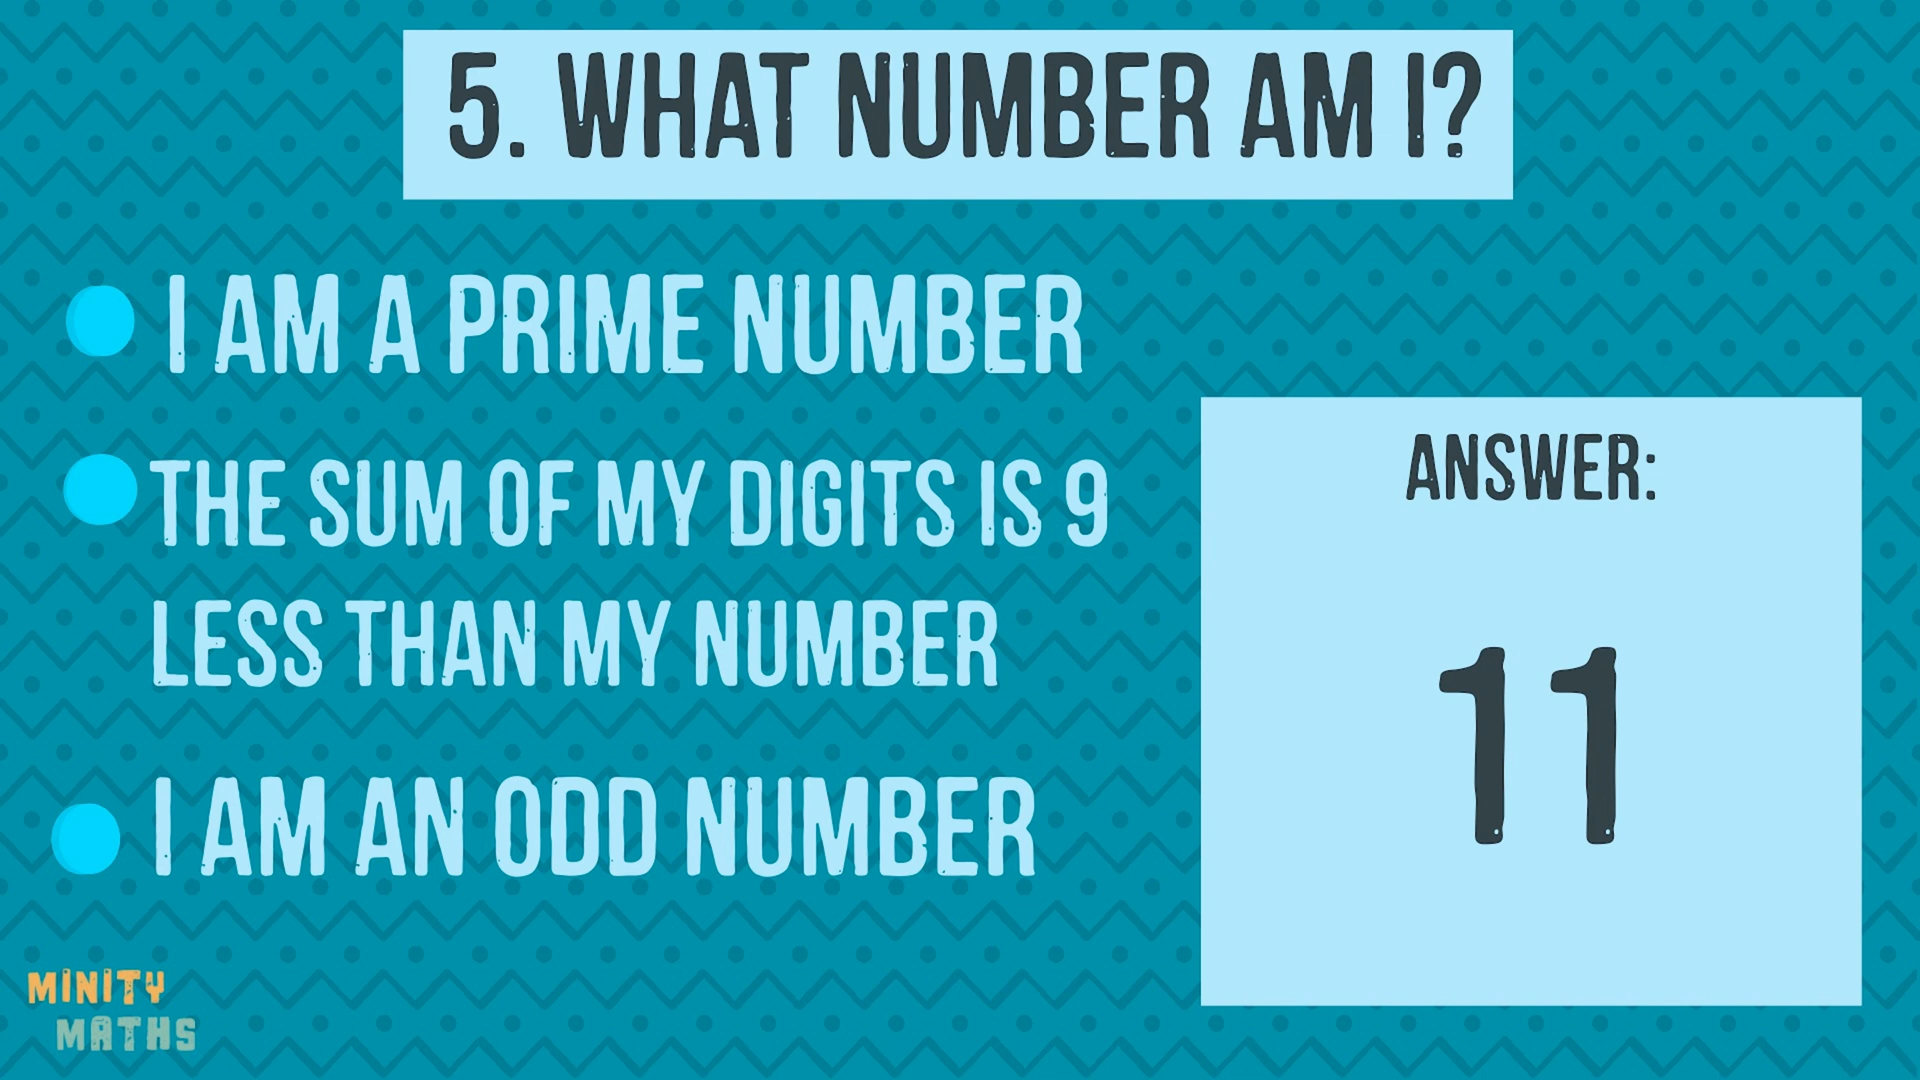 5. WHAT NUMBER AM I?
I AM A PRIME NUMBER
THE SUM OF MY DIGITS IS 9
LESS THAN MY NUMBER
I AM AN ODD NUMBER
ANSWER:
11
MINITY
MATHS